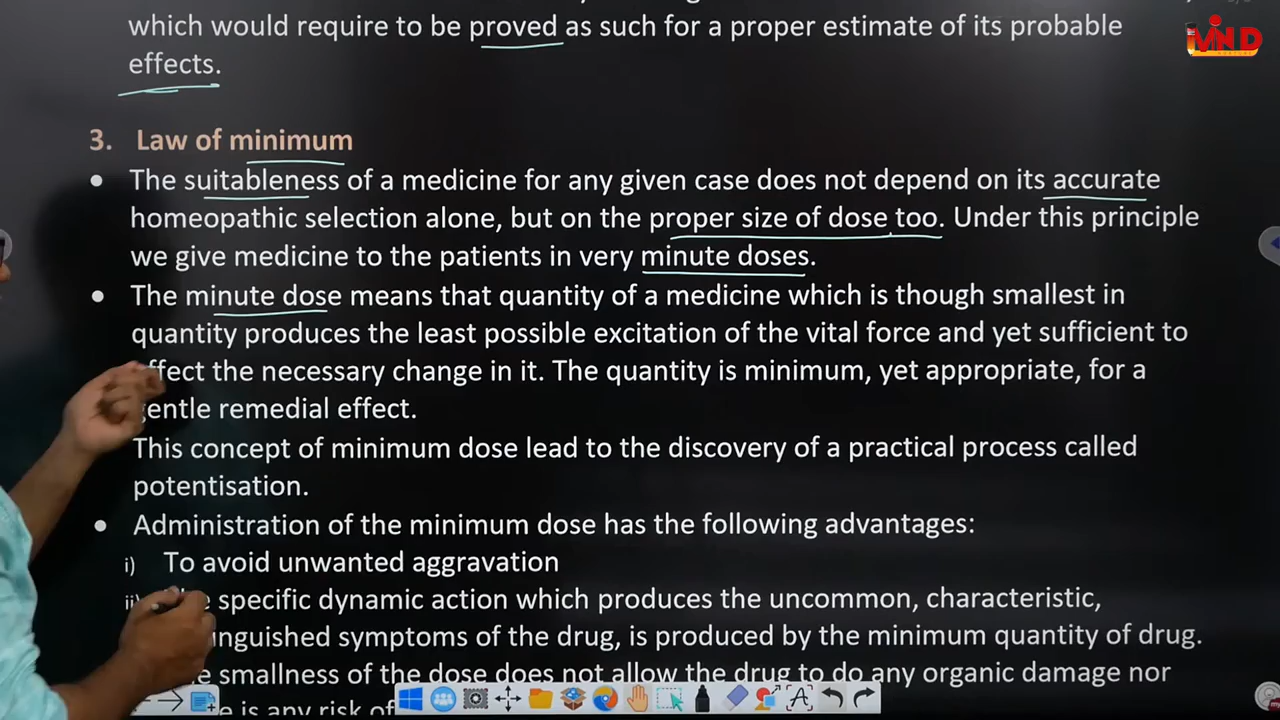 which would require to be proved as such for a proper estimate of its probable
effects.
3. Law of minimum
• The suitableness of a medicine for any given case does not depend on its accurate
homeopathic selection alone, but on the proper size of dose too. Under this principle
we give medicine to the patients in very minute doses.
• The minute dose means that quantity of a medicine which is though smallest in
quantity produces the least possible excitation of the vital force and yet sufficient to
effect the necessary change in it. The quantity is minimum, yet appropriate, for a
gentle remedial effect.
This concept of minimum dose lead to the discovery of a practical process called
potentisation.
• Administration of the minimum dose has the following advantages:
i) To avoid unwanted aggravation
ii) specific dynamic action which produces the uncommon, characteristic,
symptoms of the drug, is produced by the minimum quantity of drug.
smallness of the dose does not allow the drug to do any organic damage nor
is any risk of